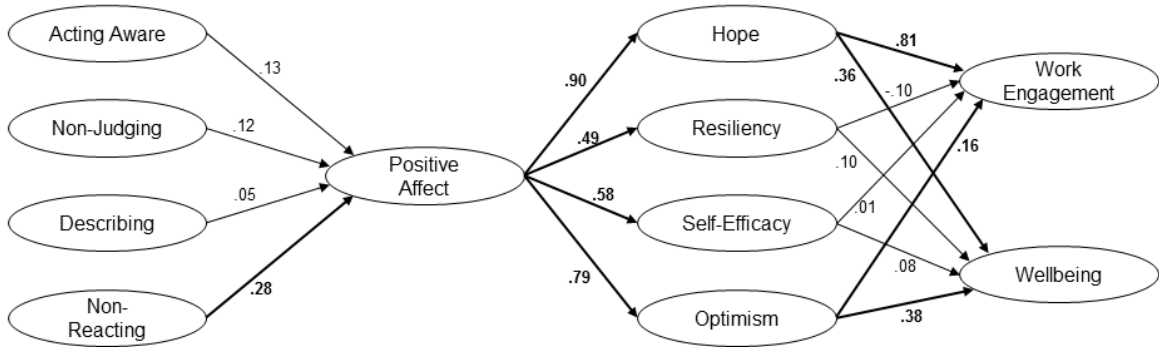 Acting Aware
Non-Judging
Describing
Non-
Reacting
.13
.12
.05
.28
Positive
Affect
.90
.49
.58
.79
Hope
Resiliency
Self-Efficacy
Optimism
.81
.36
-.10
.10
.16
.01
.08
.38
Work
Engagement
Wellbeing